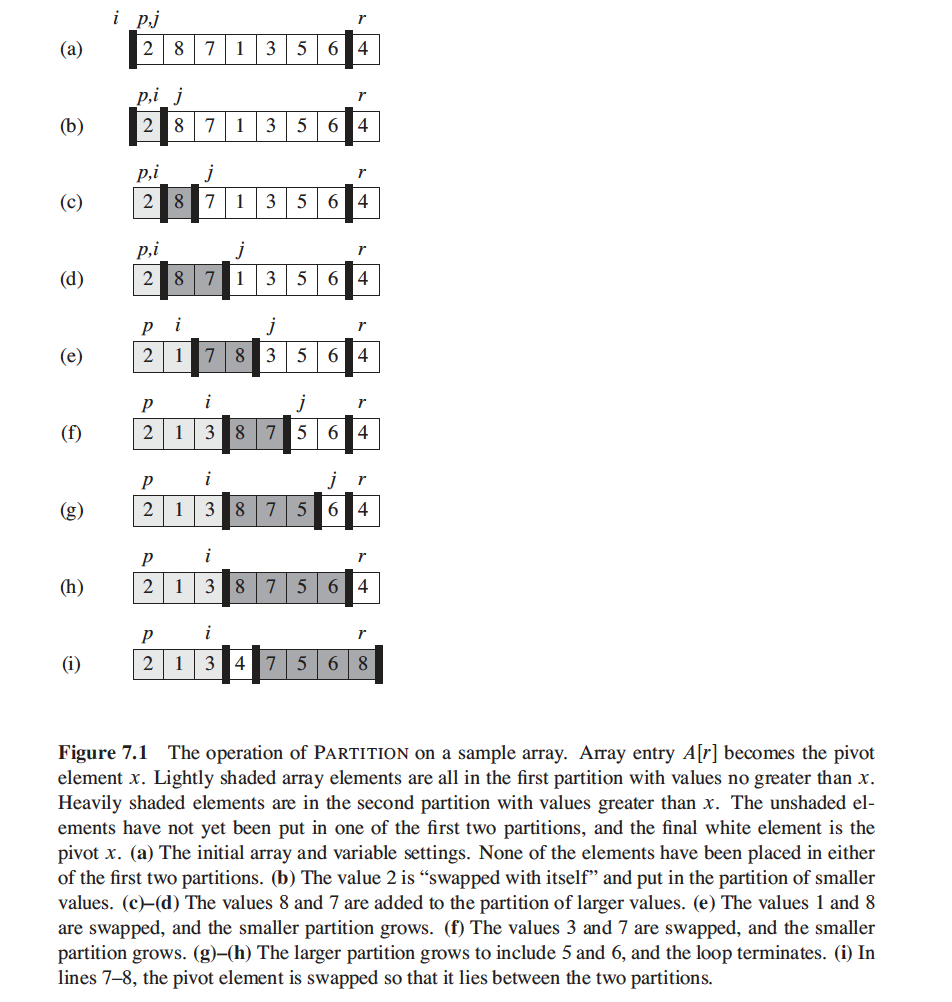 i p,j r
(a) 2 8 7 1 3 5 6 4
p,i j r
(b) 2 8 7 1 3 5 6 4
p,i j r
(c) 2 8 7 1 3 5 6 4
p,i j r
(d) 2 8 7 1 3 5 6 4
p i j r
(e) 2 1 7 8 3 5 6 4
p i j r
(f) 2 1 3 8 7 5 6 4
p i j r
(g) 2 1 3 8 7 5 6 4
p i r
(h) 2 1 3 8 7 5 6 4
p i r
(i) 2 1 3 4 7 5 6 8
Figure 7.1 The operation of PARTITION on a sample array. Array entry A[r] becomes the pivot
element x. Lightly shaded array elements are all in the first partition with values no greater than x.
Heavily shaded elements are in the second partition with values greater than x. The unshaded el-
ements have not yet been put in one of the first two partitions, and the final white element is the
pivot x. (a) The initial array and variable settings. None of the elements have been placed in either
of the first two partitions. (b) The value 2 is “swapped with itself” and put in the partition of smaller
values. (c)–(d) The values 8 and 7 are added to the partition of larger values. (e) The values 1 and 8
are swapped, and the smaller partition grows. (f) The values 3 and 7 are swapped, and the smaller
partition grows. (g)–(h) The larger partition grows to include 5 and 6, and the loop terminates. (i) In
lines 7–8, the pivot element is swapped so that it lies between the two partitions.